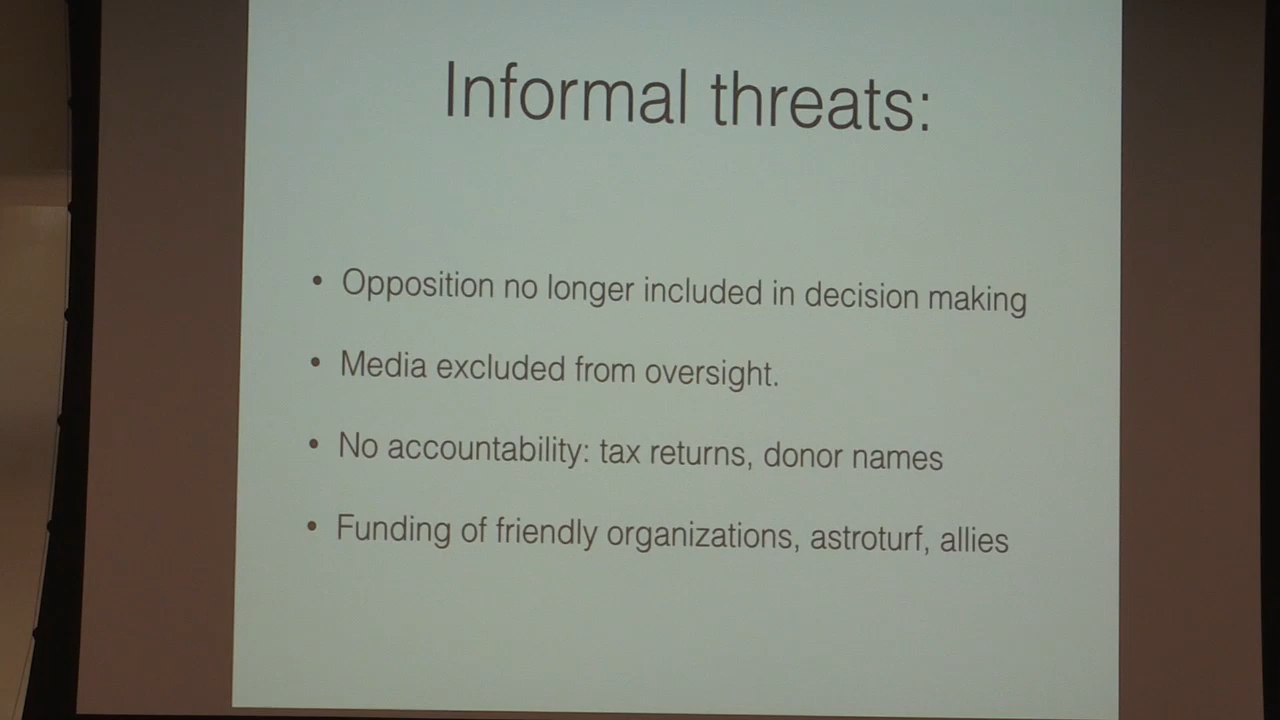 Informal threats:
• Opposition no longer included in decision making
• Media excluded from oversight.
• No accountability: tax returns, donor names
• Funding of friendly organizations, astroturf, allies